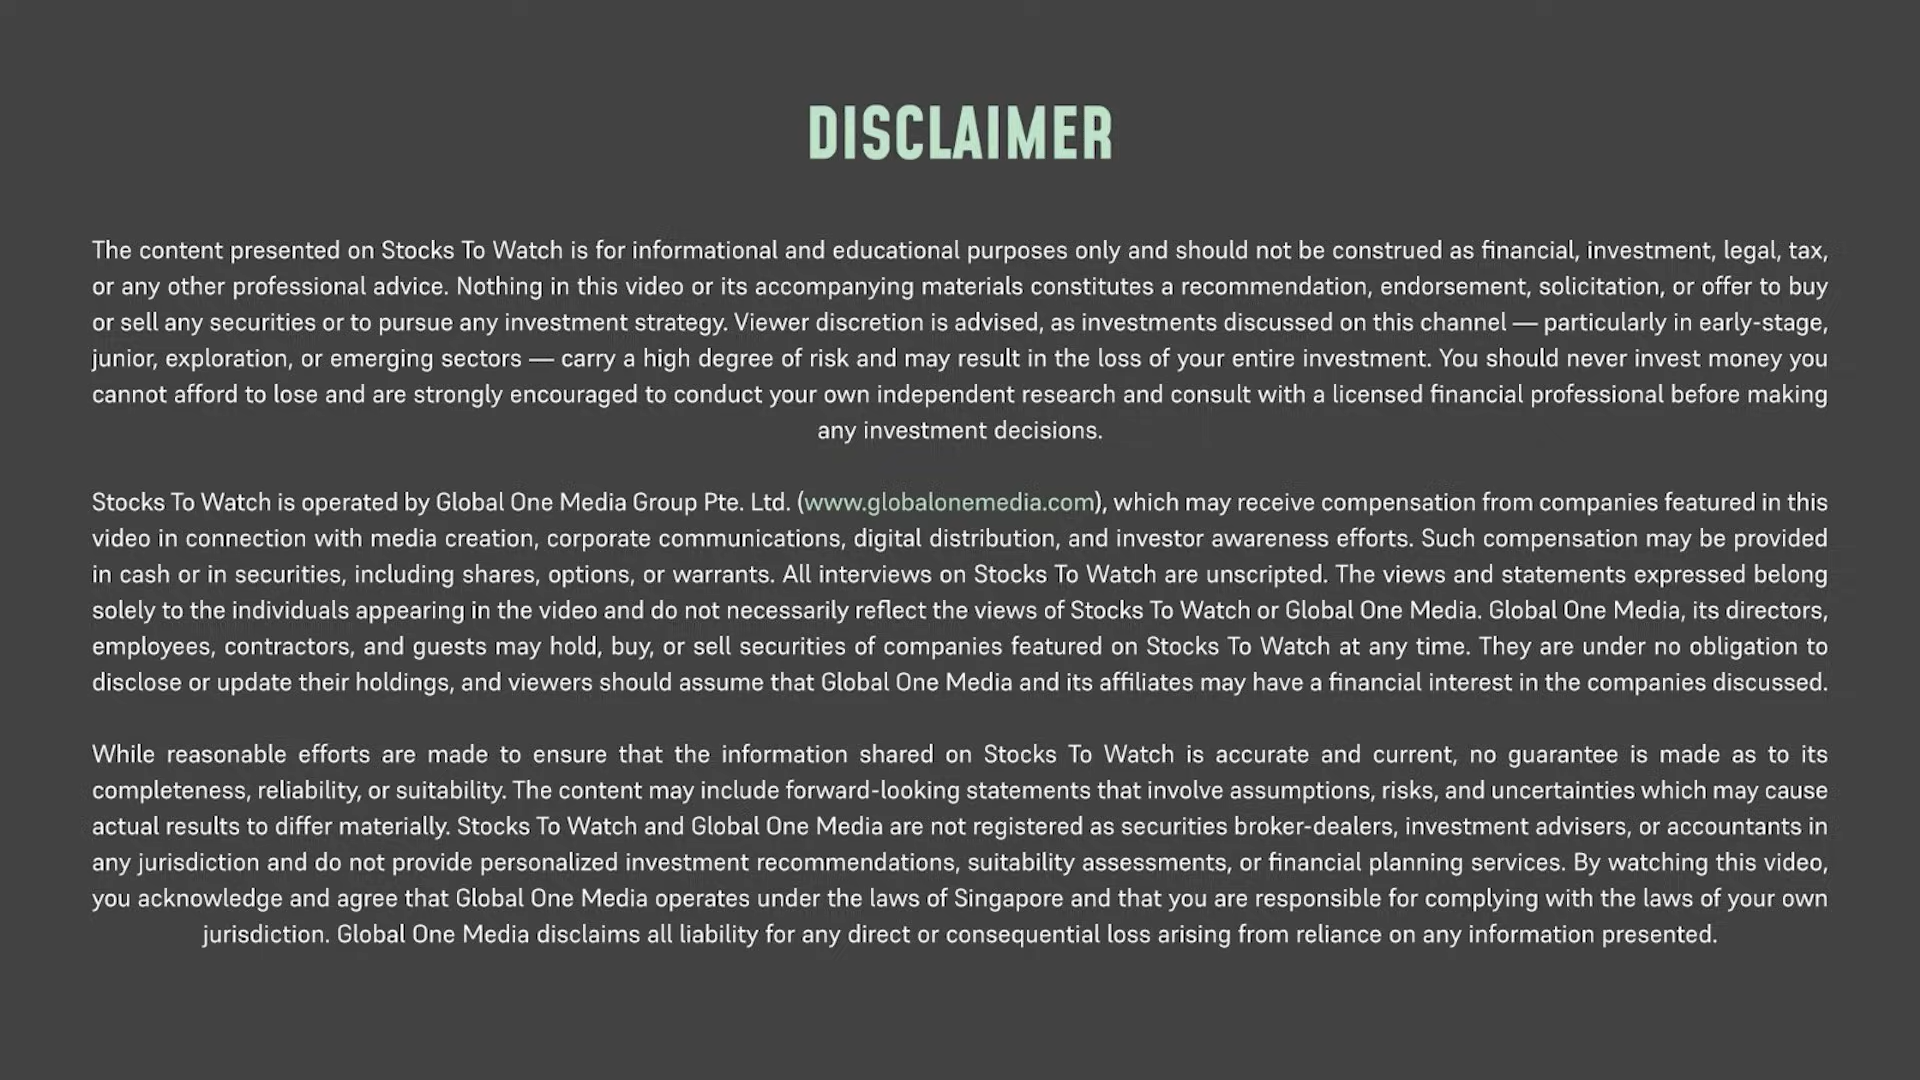 DISCLAIMER
The content presented on Stocks To Watch is for informational and educational purposes only and should not be construed as financial, investment, legal, tax,
or any other professional advice. Nothing in this video or its accompanying materials constitutes a recommendation, endorsement, solicitation, or offer to buy
or sell any securities or to pursue any investment strategy. Viewer discretion is advised, as investments discussed on this channel — particularly in early-stage,
junior, exploration, or emerging sectors — carry a high degree of risk and may result in the loss of your entire investment. You should never invest money you
cannot afford to lose and are strongly encouraged to conduct your own independent research and consult with a licensed financial professional before making
any investment decisions.
Stocks To Watch is operated by Global One Media Group Pte. Ltd. (www.globalonemedia.com), which may receive compensation from companies featured in this
video in connection with media creation, corporate communications, digital distribution, and investor awareness efforts. Such compensation may be provided
in cash or in securities, including shares, options, or warrants. All interviews on Stocks To Watch are unscripted. The views and statements expressed belong
solely to the individuals appearing in the video and do not necessarily reflect the views of Stocks To Watch or Global One Media. Global One Media, its directors,
employees, contractors, and guests may hold, buy, or sell securities of companies featured on Stocks To Watch at any time. They are under no obligation to
disclose or update their holdings, and viewers should assume that Global One Media and its affiliates may have a financial interest in the companies discussed.
While reasonable efforts are made to ensure that the information shared on Stocks To Watch is accurate and current, no guarantee is made as to its
completeness, reliability, or suitability. The content may include forward-looking statements that involve assumptions, risks, and uncertainties which may cause
actual results to differ materially. Stocks To Watch and Global One Media are not registered as securities broker-dealers, investment advisers, or accountants in
any jurisdiction and do not provide personalized investment recommendations, suitability assessments, or financial planning services. By watching this video,
you acknowledge and agree that Global One Media operates under the laws of Singapore and that you are responsible for complying with the laws of your own
jurisdiction. Global One Media disclaims all liability for any direct or consequential loss arising from reliance on any information presented.